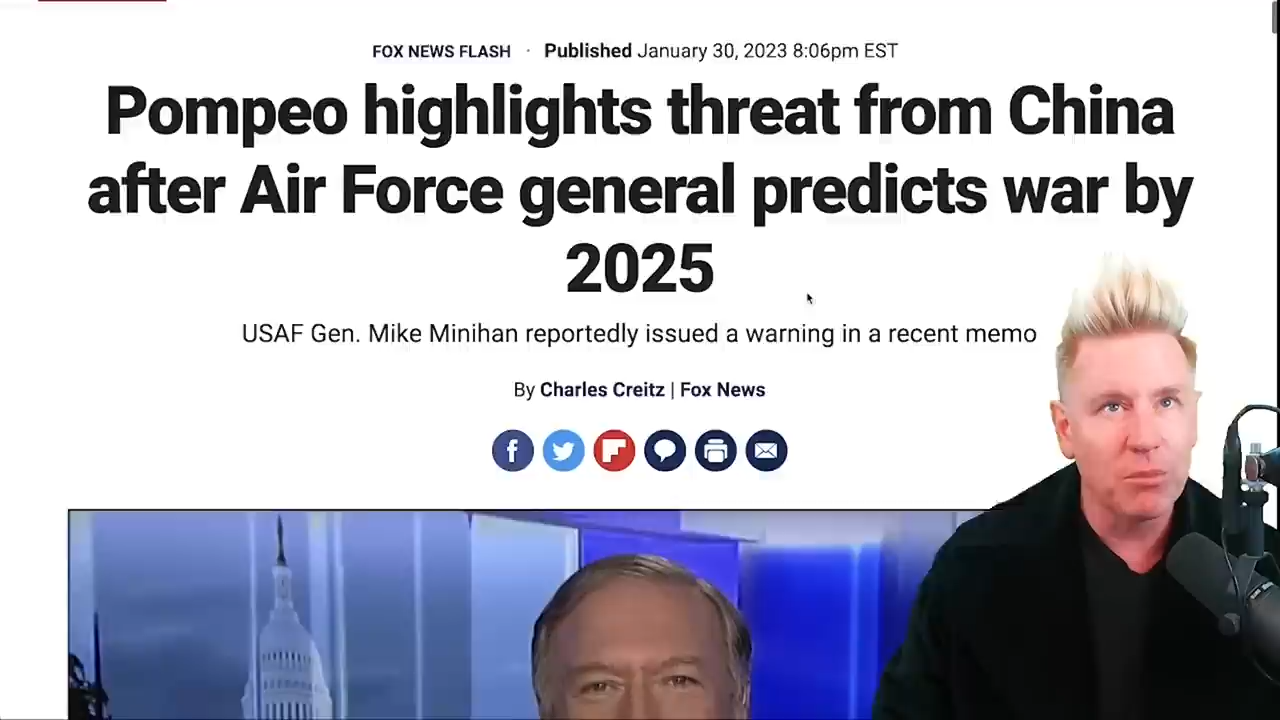 FOX NEWS FLASH · Published January 30, 2023 8:06pm EST
Pompeo highlights threat from China
after Air Force general predicts war by
2025
USAF Gen. Mike Minihan reportedly issued a warning in a recent memo
By Charles Creitz | Fox News